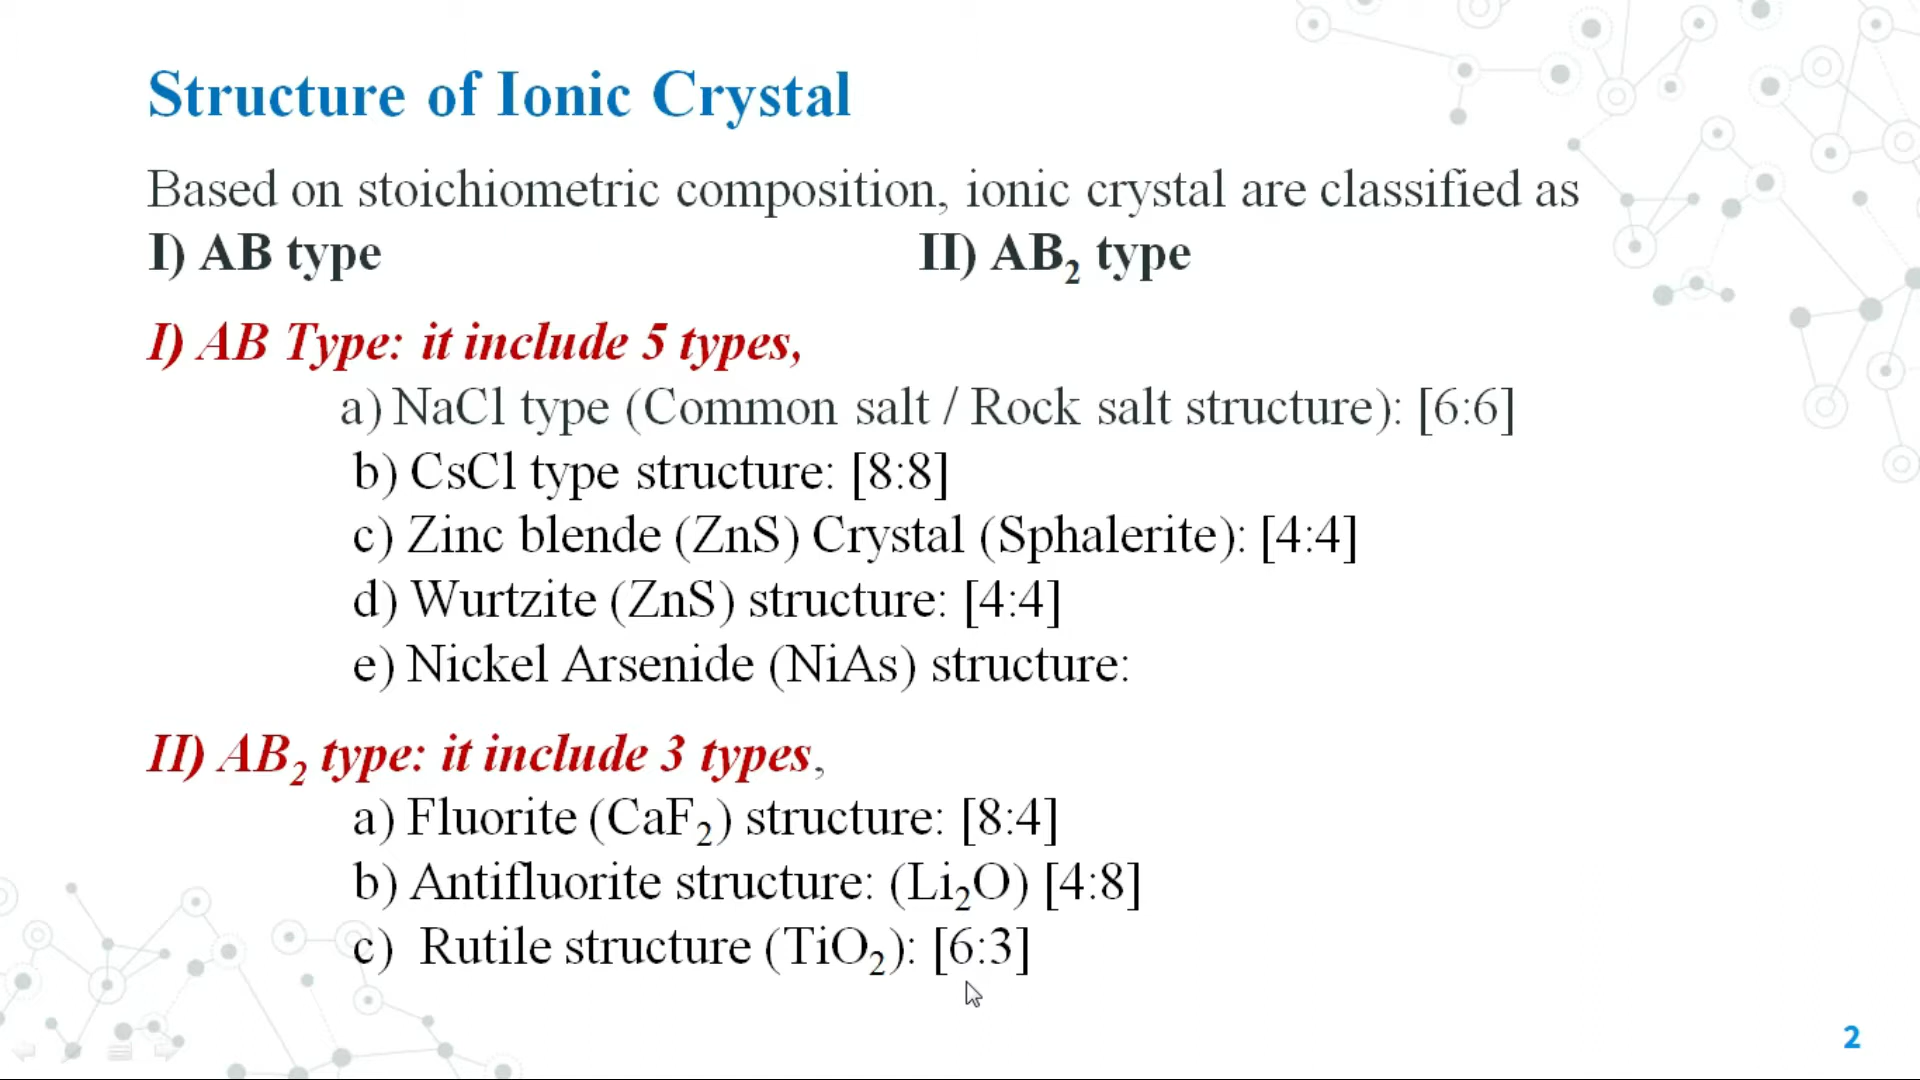 Structure of Ionic Crystal
Based on stoichiometric composition, ionic crystal are classified as
I) AB type II) AB₂ type
I) AB Type: it include 5 types,
a) NaCl type (Common salt / Rock salt structure): [6:6]
b) CsCl type structure: [8:8]
c) Zinc blende (ZnS) Crystal (Sphalerite): [4:4]
d) Wurtzite (ZnS) structure: [4:4]
e) Nickel Arsenide (NiAs) structure:
II) AB₂ type: it include 3 types,
a) Fluorite (CaF₂) structure: [8:4]
b) Antifluorite structure: (Li₂O) [4:8]
c) Rutile structure (TiO₂): [6:3]
2